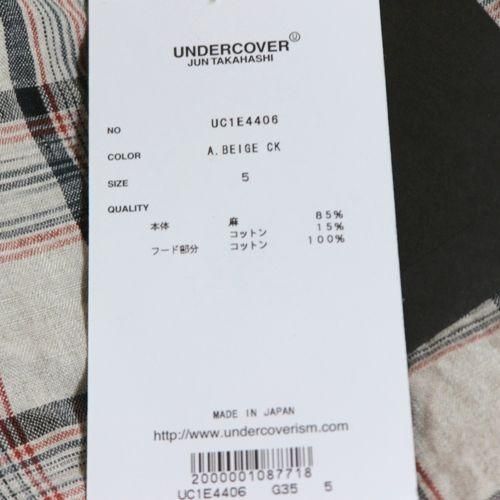 UNDERCOVER
JUN TAKAHASHI
NO UC1E4406
COLOR A.BEIGE CK
SIZE 5
QUALITY
本体 麻 85%
コットン 15%
フード部分 コットン 100%
MADE IN JAPAN
http://www.undercoverism.com
2000001087718
UC1E4406 G35 5